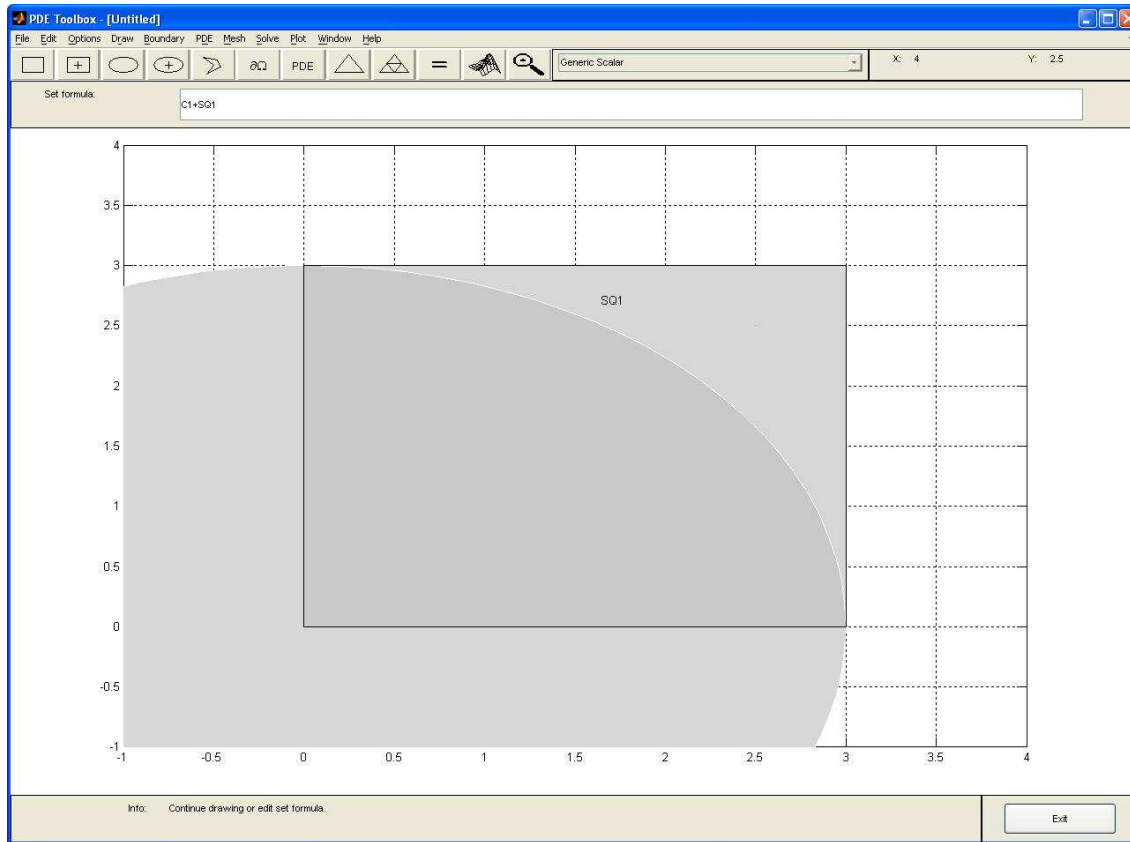 PDE Toolbox - [Untitled]
File Edit Options Draw Boundary PDE Mesh Solve Plot Window Help
∂Ω PDE = Generic Scalar X: 4 Y: 2.5
Set formula: C1+SQ1
4
3.5
3
2.5
2
1.5
1
0.5
0
-0.5
-1
SQ1
-1 -0.5 0 0.5 1 1.5 2 2.5 3 3.5 4
Info: Continue drawing or edit set formula.
Exit